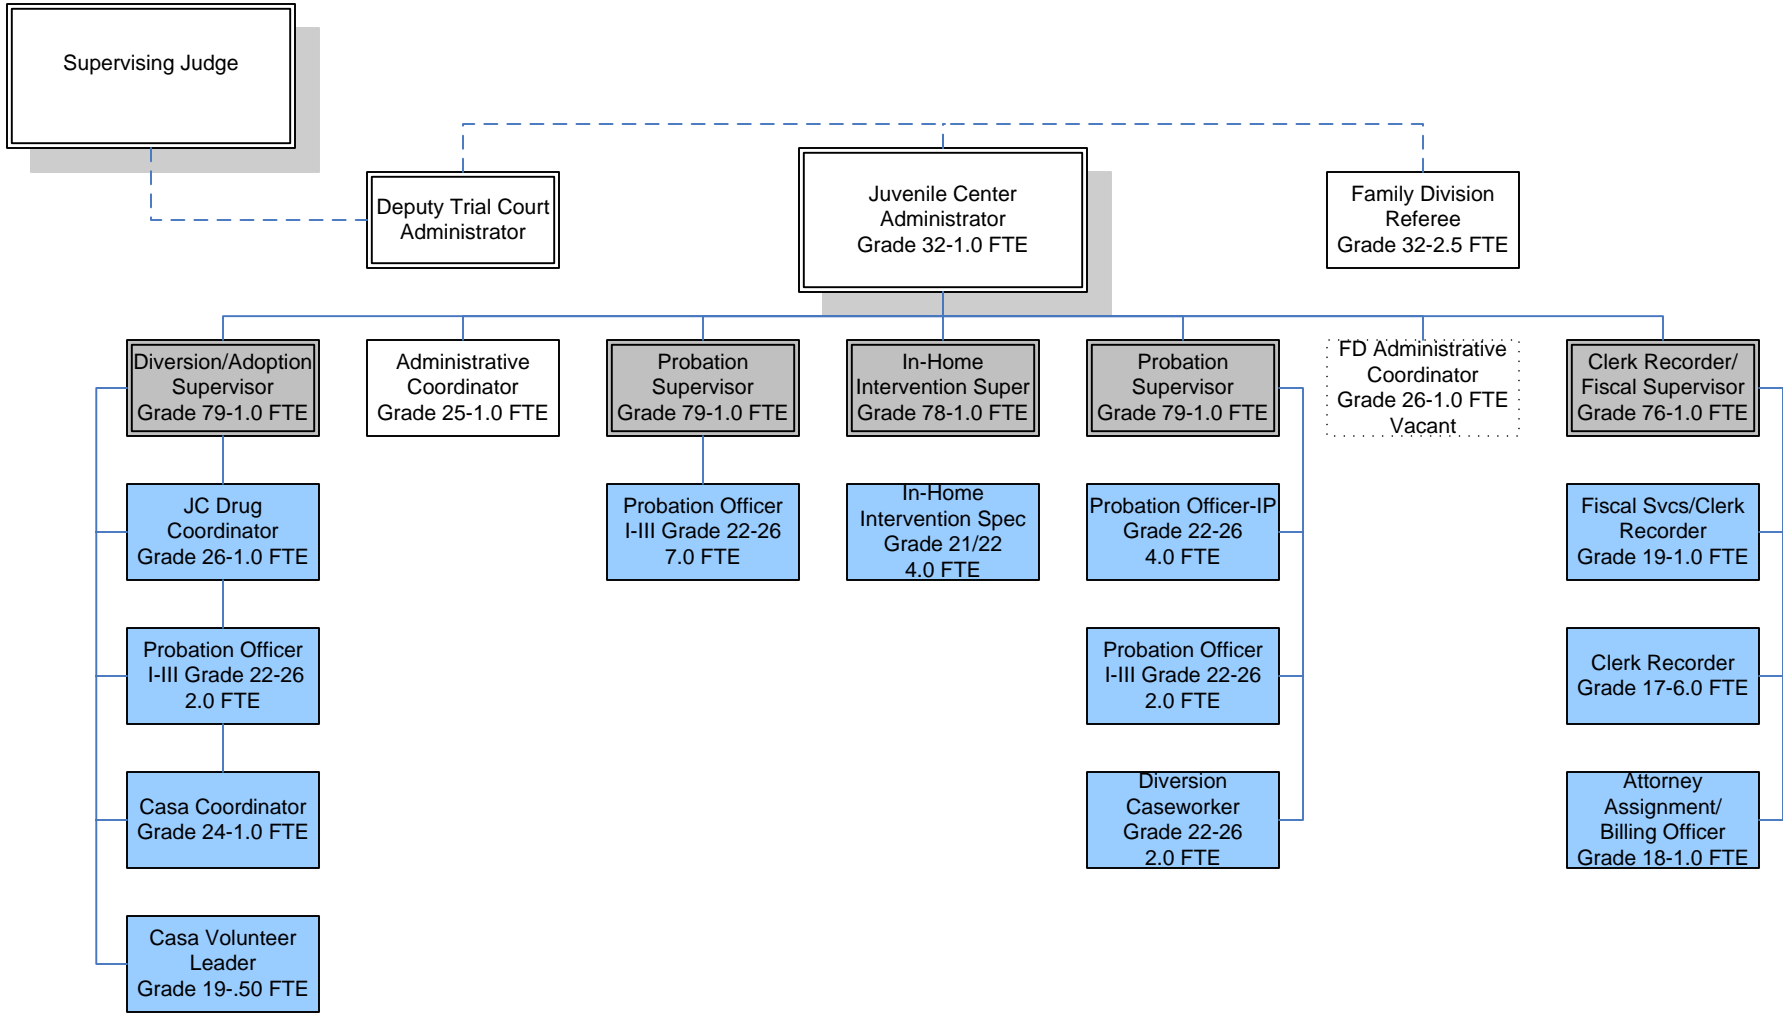 Supervising Judge
Deputy Trial Court
Administrator
Juvenile Center
Administrator
Grade 32-1.0 FTE
Family Division
Referee
Grade 32-2.5 FTE
Diversion/Adoption
Supervisor
Grade 79-1.0 FTE
Administrative
Coordinator
Grade 25-1.0 FTE
Probation
Supervisor
Grade 79-1.0 FTE
In-Home
Intervention Super
Grade 78-1.0 FTE
Probation
Supervisor
Grade 79-1.0 FTE
FD Administrative
Coordinator
Grade 26-1.0 FTE
Vacant
Clerk Recorder/
Fiscal Supervisor
Grade 76-1.0 FTE
JC Drug
Coordinator
Grade 26-1.0 FTE
Probation Officer
I-III Grade 22-26
7.0 FTE
In-Home
Intervention Spec
Grade 21/22
4.0 FTE
Probation Officer-IP
Grade 22-26
4.0 FTE
Fiscal Svcs/Clerk
Recorder
Grade 19-1.0 FTE
Probation Officer
I-III Grade 22-26
2.0 FTE
Probation Officer
I-III Grade 22-26
2.0 FTE
Clerk Recorder
Grade 17-6.0 FTE
Casa Coordinator
Grade 24-1.0 FTE
Diversion
Caseworker
Grade 22-26
2.0 FTE
Attorney
Assignment/
Billing Officer
Grade 18-1.0 FTE
Casa Volunteer
Leader
Grade 19-.50 FTE